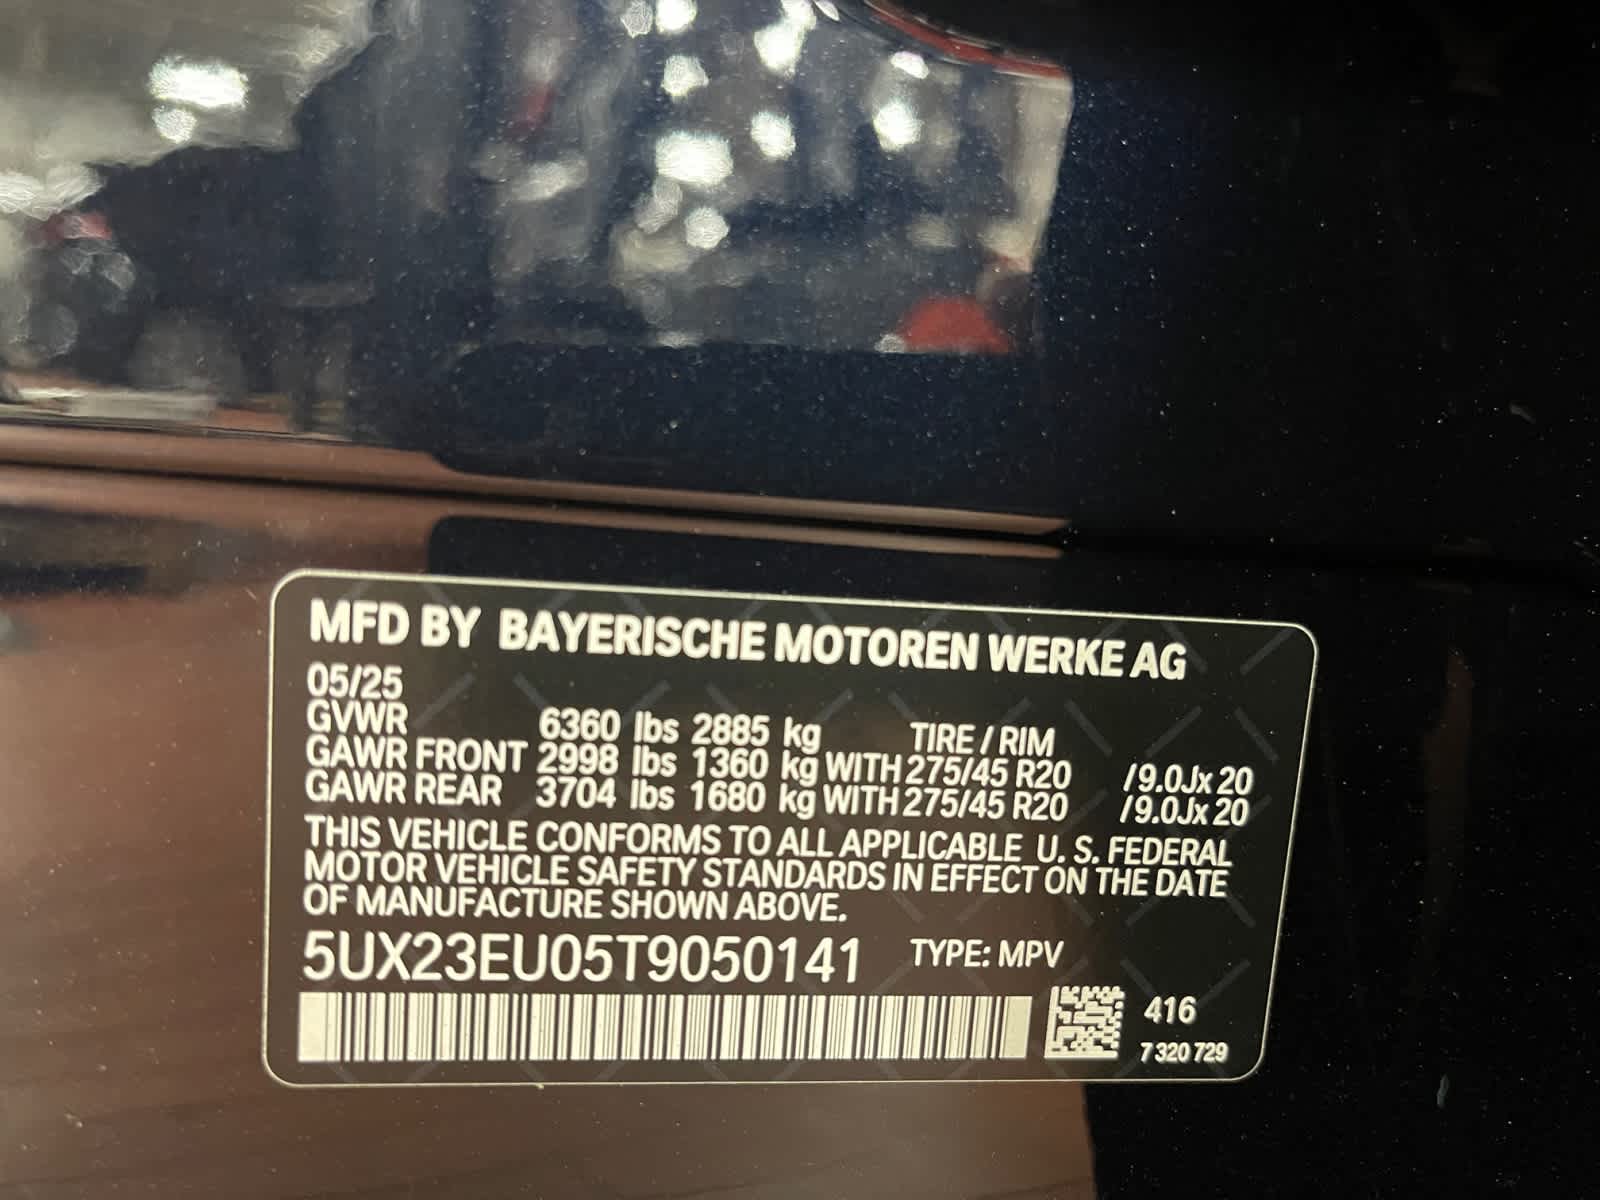 MFD BY BAYERISCHE MOTOREN WERKE AG
05/25
GVWR 6360 lbs 2885 kg TIRE / RIM
GAWR FRONT 2998 lbs 1360 kg WITH 275/45 R20 /9.0Jx 20
GAWR REAR 3704 lbs 1680 kg WITH 275/45 R20 /9.0Jx 20
THIS VEHICLE CONFORMS TO ALL APPLICABLE U. S. FEDERAL
MOTOR VEHICLE SAFETY STANDARDS IN EFFECT ON THE DATE
OF MANUFACTURE SHOWN ABOVE.
5UX23EU05T9050141 TYPE: MPV
416
7 320 729